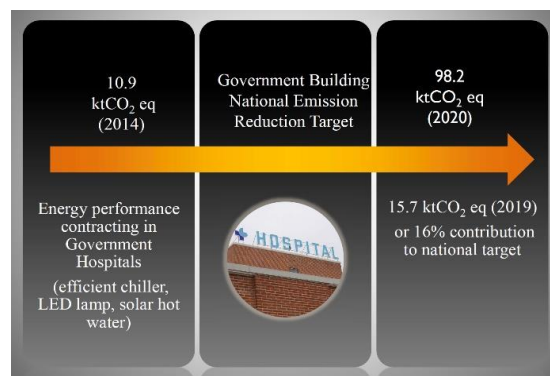 10.9
ktCO₂ eq
(2014)
Energy performance
contracting in
Government
Hospitals
(efficient chiller,
LED lamp, solar hot
water)
Government Building
National Emission
Reduction Target
HOSPITAL
98.2
ktCO₂ eq
(2020)
15.7 ktCO₂ eq (2019)
or 16% contribution
to national target